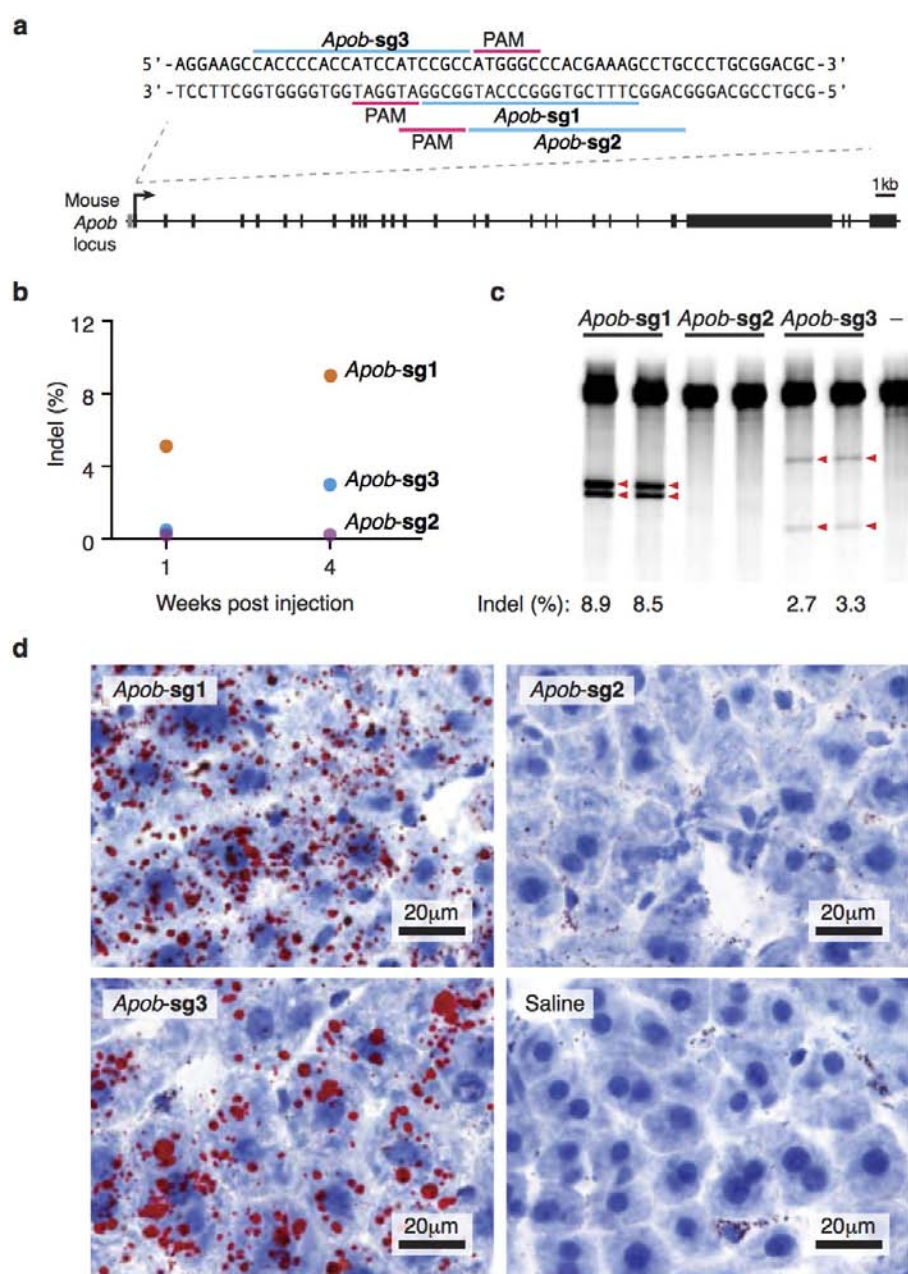 a
Apob-sg3 PAM
5'-AGGAAGCCACCCCACCATCCATCCGCCATGGGCCCACGAAAGCCTGCCCTGCGGACGC-3'
3'-TCCTTCGGTGGGGTGGTAGGTAGGCGGTACCCGGGTGCTTTCGGACGGGACGCCTGCG-5'
PAM Apob-sg1
PAM Apob-sg2
1kb
Mouse
Apob
locus
b
12
8
4
0
Indel (%)
Apob-sg1
Apob-sg3
Apob-sg2
1 4
Weeks post injection
c
Apob-sg1 Apob-sg2 Apob-sg3 –
Indel (%): 8.9 8.5 2.7 3.3
d
Apob-sg1
20μm
Apob-sg2
20μm
Apob-sg3
20μm
Saline
20μm